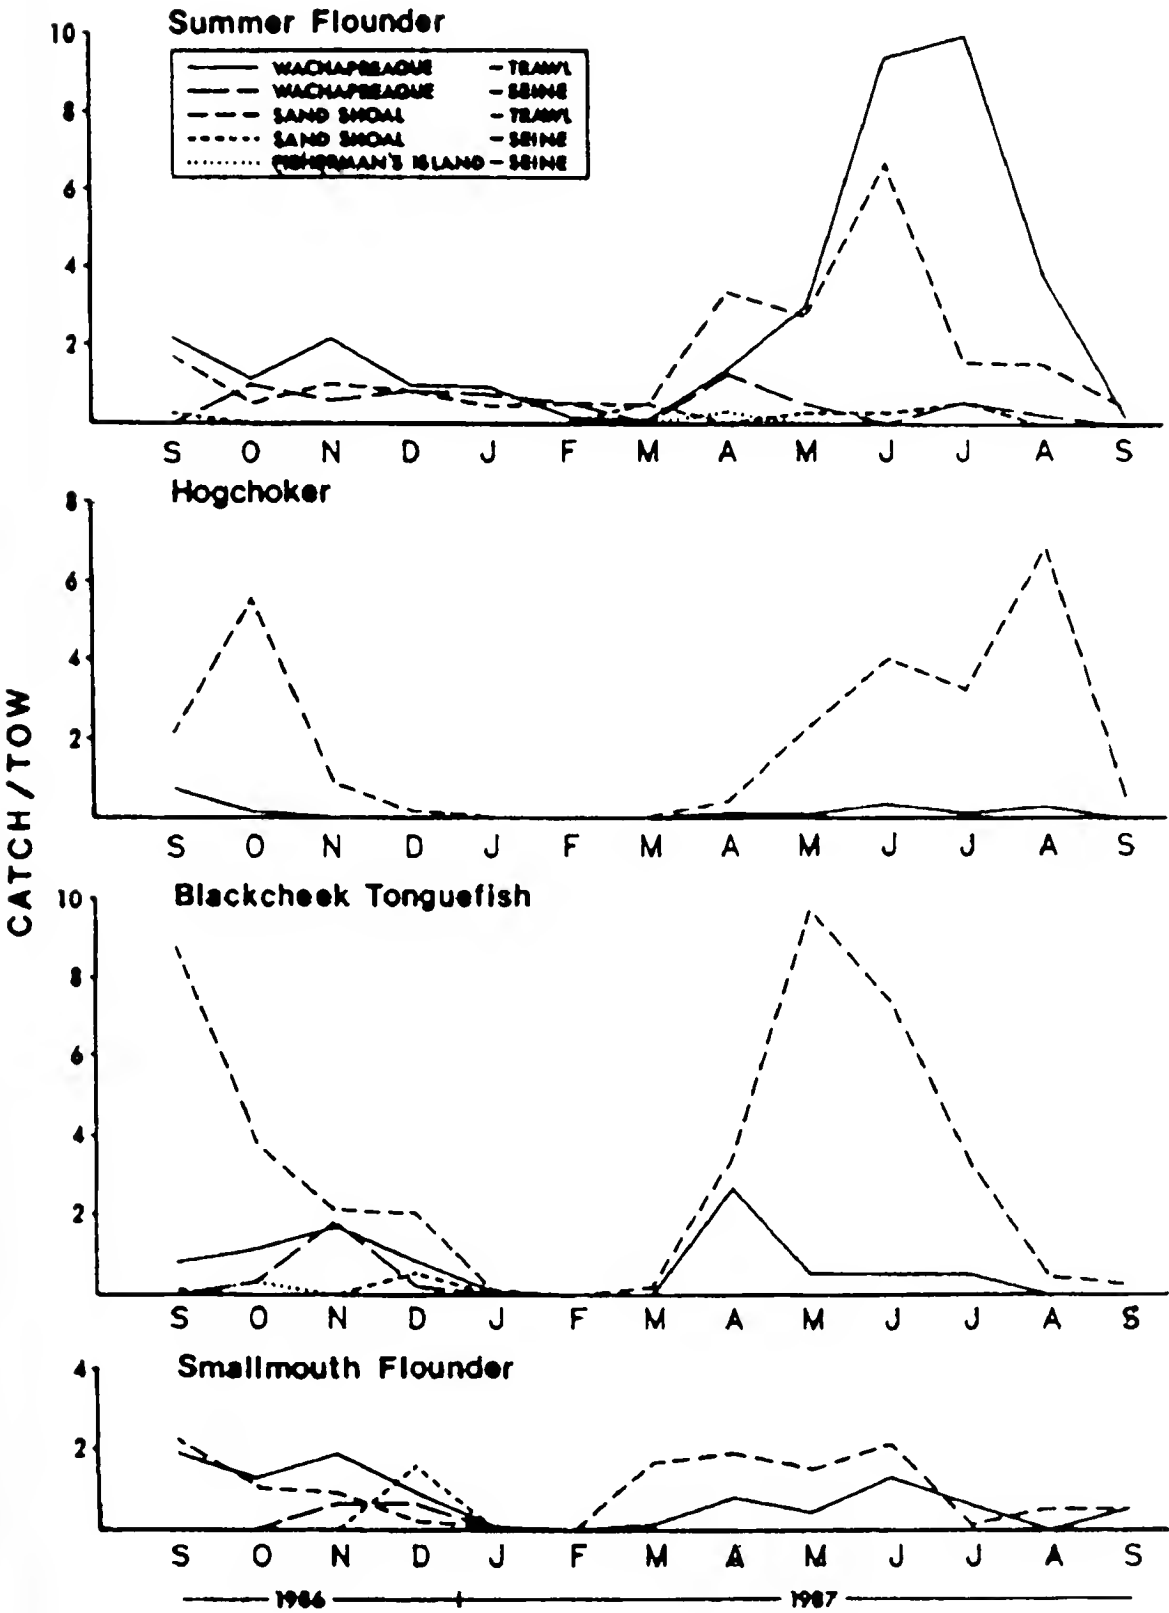 Summer Flounder
10
8
6
4
2
WACHAPREAGUE - TRAWL
WACHAPREAGUE - SEINE
SAND SHOAL - TRAWL
SAND SHOAL - SEINE
FISHERMAN'S ISLAND - SEINE
S O N D J F M A M J J A S
Hogchoker
8
6
4
2
S O N D J F M A M J J A S
CATCH/TOW
Blackcheek Tonguefish
10
8
6
4
2
S O N D J F M A M J J A S
Smallmouth Flounder
4
2
S O N D J F M A M J J A S
1986 1987